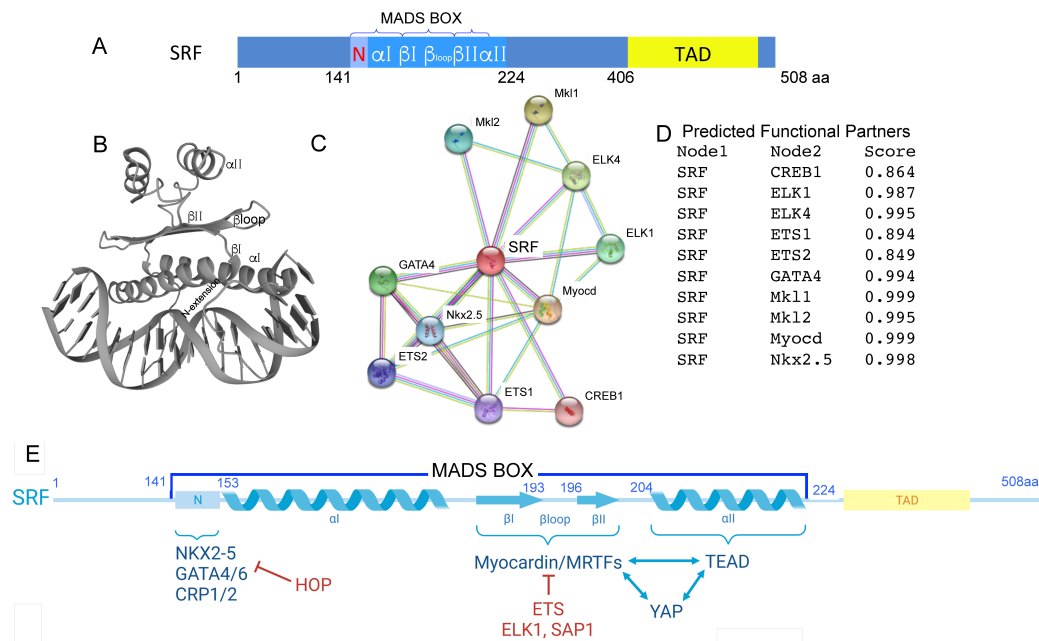 MADS BOX
A
SRF
N αI βI βloop βII αII
TAD
1
141
224
406
508 aa
B
αII
βII
βloop
βI
αI
N-extension
C
Mkl1
Mkl2
ELK4
ELK1
SRF
GATA4
Myocd
Nkx2.5
ETS2
ETS1
CREB1
D Predicted Functional Partners
Node1 Node2 Score
SRF CREB1 0.864
SRF ELK1 0.987
SRF ELK4 0.995
SRF ETS1 0.894
SRF ETS2 0.849
SRF GATA4 0.994
SRF Mkl1 0.999
SRF Mkl2 0.995
SRF Myocd 0.999
SRF Nkx2.5 0.998
E
MADS BOX
1 141 153 193 196 204 224 508aa
SRF N TAD
αI βI βloop βII αII
NKX2-5
GATA4/6
CRP1/2
HOP
Myocardin/MRTFs
TEAD
YAP
ETS
ELK1, SAP1